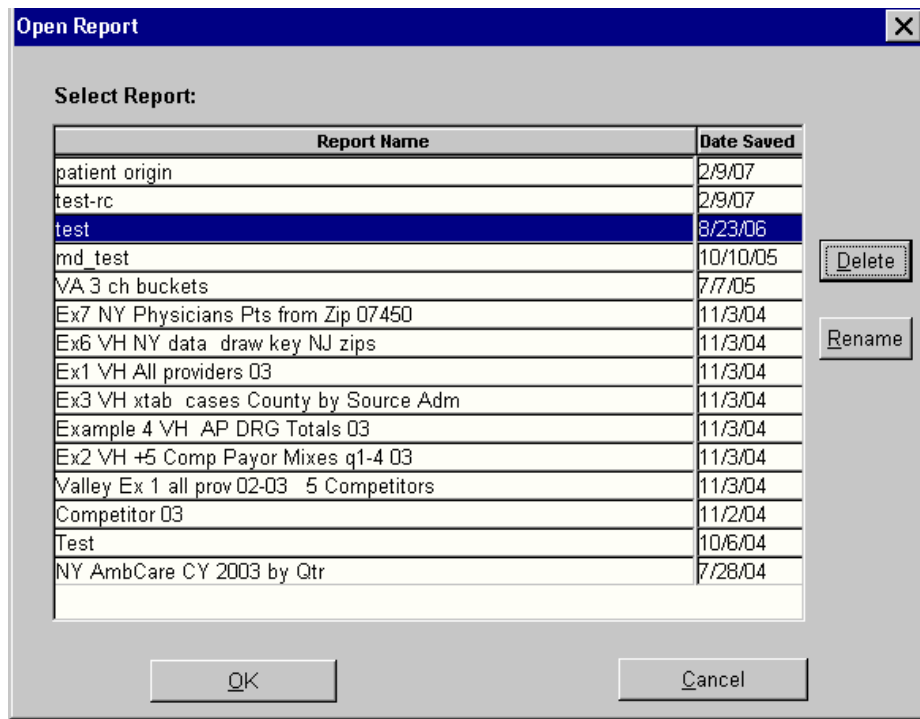 Open Report
Select Report:
Report Name Date Saved
patient origin 2/9/07
test-rc 2/9/07
test 8/23/06
md_test 10/10/05
VA 3 ch buckets 7/7/05
Ex7 NY Physicians Pts from Zip 07450 11/3/04
Ex6 VH NY data  draw key NJ zips 11/3/04
Ex1 VH All providers 03 11/3/04
Ex3 VH xtab  cases County by Source Adm 11/3/04
Example 4 VH  AP DRG Totals 03 11/3/04
Ex2 VH +5 Comp Payor Mixes q1-4 03 11/3/04
Valley Ex 1 all prov 02-03   5 Competitors 11/3/04
Competitor 03 11/2/04
Test 10/6/04
NY AmbCare CY 2003 by Qtr 7/28/04
Delete
Rename
OK Cancel